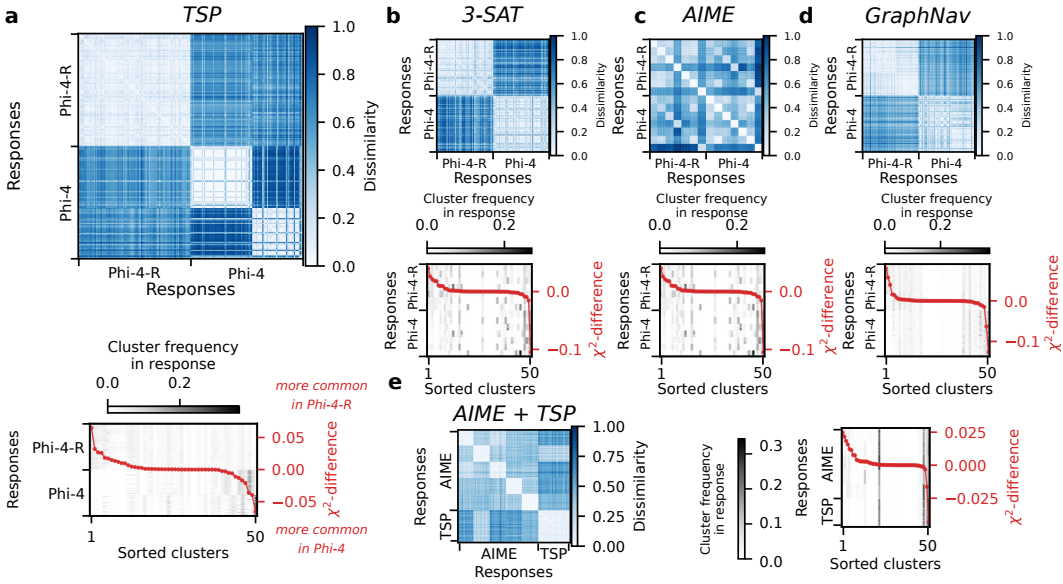 a
TSP
Responses
Phi-4-R
Phi-4
Phi-4-R
Phi-4
Responses
1.0
0.8
0.6
0.4
0.2
0.0
Dissimilarity
Cluster frequency
in response
0.0
0.2
more common
in Phi-4-R
Responses
Phi-4-R
Phi-4
0.05
0.00
−0.05
χ²-difference
1
50
Sorted clusters
more common
in Phi-4
b
3-SAT
Responses
Phi-4-R
Phi-4
Phi-4-R
Phi-4
Responses
1.0
0.8
0.6
0.4
0.2
0.0
Dissimilarity
Cluster frequency
in response
0.0
0.2
Responses
Phi-4-R
Phi-4
0.0
−0.1
χ²-difference
1
50
Sorted clusters
c
AIME
Responses
Phi-4-R
Phi-4
Phi-4-R
Phi-4
Responses
1.0
0.8
0.6
0.4
0.2
0.0
Dissimilarity
Cluster frequency
in response
0.0
0.2
Responses
Phi-4-R
Phi-4
0.0
−0.1
χ²-difference
1
50
Sorted clusters
d
GraphNav
Responses
Phi-4-R
Phi-4
Phi-4-R
Phi-4
Responses
1.0
0.8
0.6
0.4
0.2
0.0
Dissimilarity
Cluster frequency
in response
0.0
0.2
Responses
Phi-4-R
Phi-4
0.0
−0.1
χ²-difference
1
50
Sorted clusters
e
AIME + TSP
Responses
AIME
TSP
AIME
TSP
Responses
1.00
0.75
0.50
0.25
0.00
Dissimilarity
Cluster frequency
in response
0.3
0.2
0.1
0.0
Responses
AIME
TSP
0.025
0.000
−0.025
χ²-difference
1
50
Sorted clusters